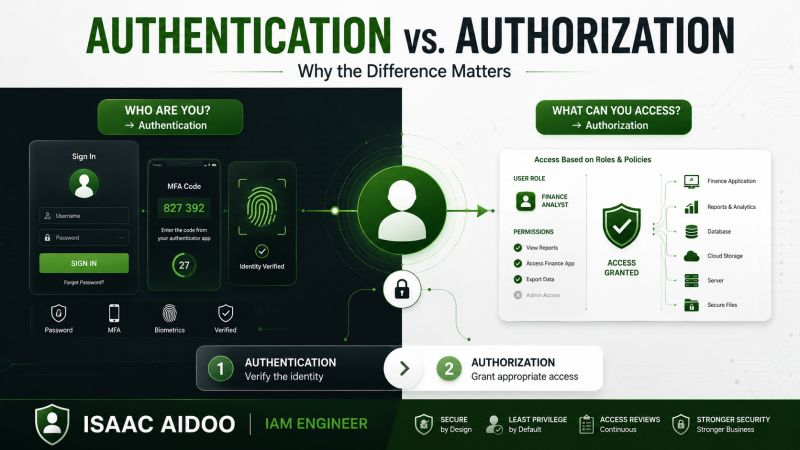 AUTHENTICATION vs. AUTHORIZATION
Why the Difference Matters
WHO ARE YOU?
→ Authentication
Sign In
Username
Password
SIGN IN
Forgot Password?
MFA Code
827 392
Enter the code from
your authenticator app
27
Identity Verified
Password
MFA
Biometrics
Verified
WHAT CAN YOU ACCESS?
→ Authorization
Access Based on Roles & Policies
USER ROLE
FINANCE
ANALYST
PERMISSIONS
View Reports
Access Finance App
Export Data
Admin Access
ACCESS
GRANTED
Finance Application
Reports & Analytics
Database
Cloud Storage
Server
Secure Files
1
AUTHENTICATION
Verify the identity
2
AUTHORIZATION
Grant appropriate access
ISAAC AIDOO | IAM ENGINEER
SECURE
by Design
LEAST PRIVILEGE
by Default
ACCESS REVIEWS
Continuous
STRONGER SECURITY
Stronger Business